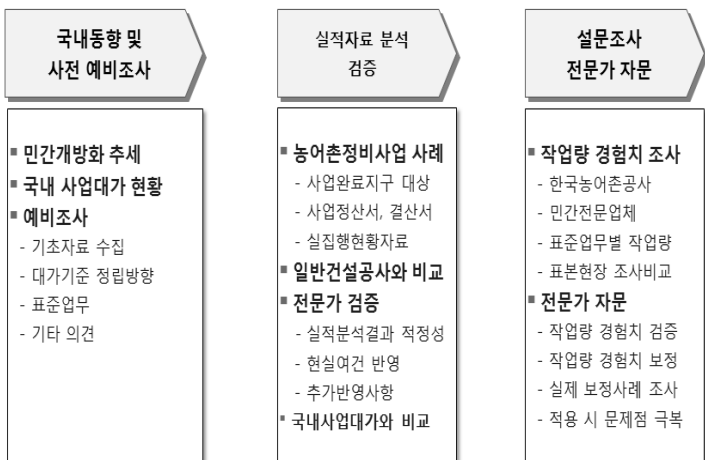 국내동향 및
사전 예비조사
▪ 민간개방화 추세
▪ 국내 사업대가 현황
▪ 예비조사
- 기초자료 수집
- 대가기준 정립방향
- 표준업무
- 기타 의견
실적자료 분석
검증
▪ 농어촌정비사업 사례
- 사업완료지구 대상
- 사업정산서, 결산서
- 실집행현황자료
▪ 일반건설공사와 비교
▪ 전문가 검증
- 실적분석결과 적정성
- 현실여건 반영
- 추가반영사항
▪ 국내사업대가와 비교
설문조사
전문가 자문
▪ 작업량 경험치 조사
- 한국농어촌공사
- 민간전문업체
- 표준업무별 작업량
- 표본현장 조사비교
▪ 전문가 자문
- 작업량 경험치 검증
- 작업량 경험치 보정
- 실제 보정사례 조사
- 적용 시 문제점 극복